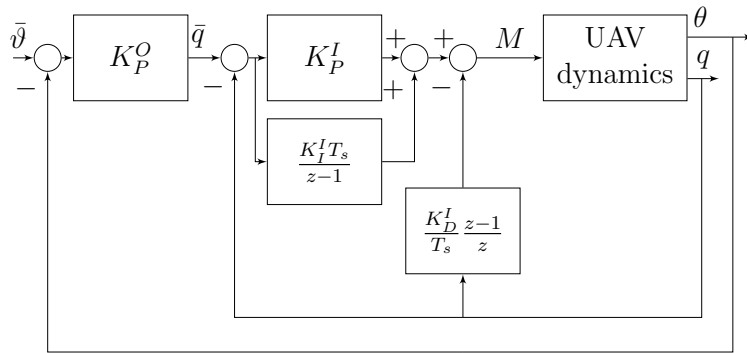 ϑ̄
−
K_P^O
q̄
−
K_P^I
+
+
+
−
M
UAV
dynamics
θ
q
K_I^I T_s
z−1
K_D^I z−1
T_s z